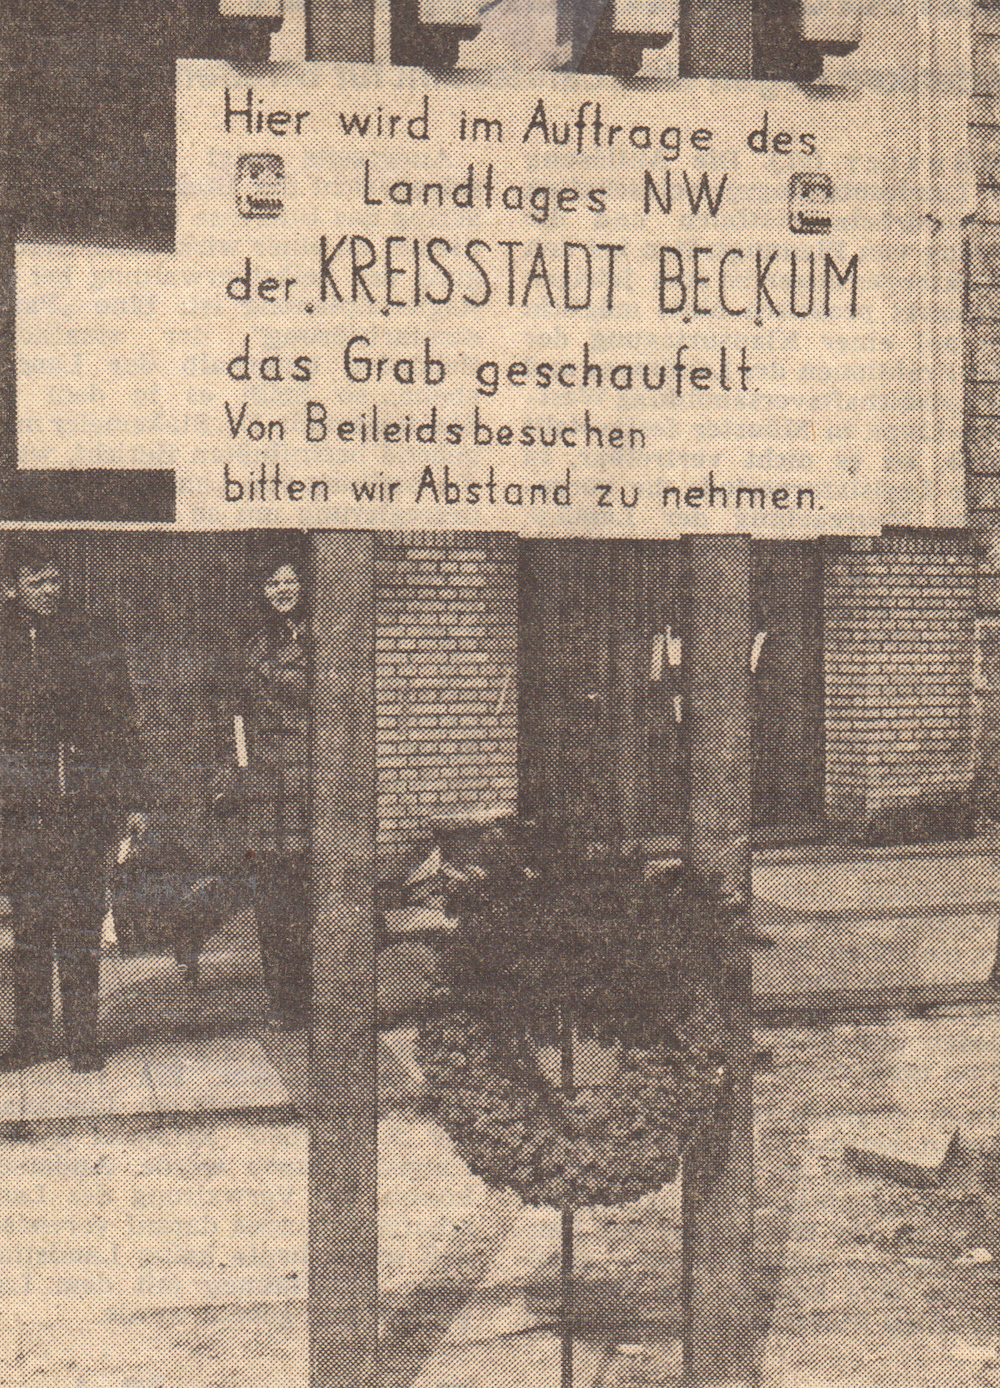 Hier wird im Auftrage des
Landtages NW
der KREISSTADT BECKUM
das Grab geschaufelt.
Von Beileidsbesuchen
bitten wir Abstand zu nehmen.